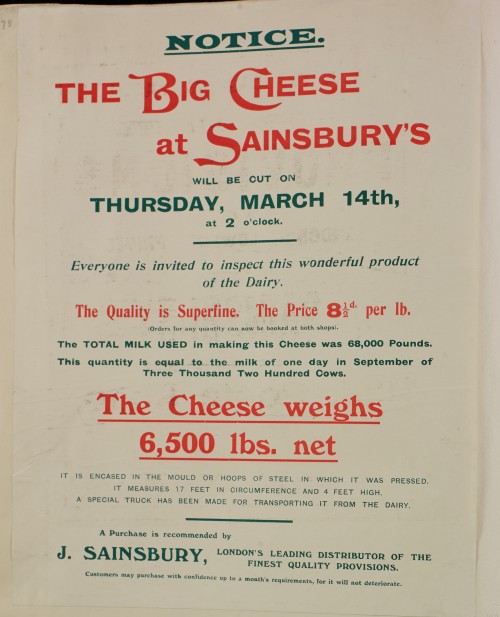 73
NOTICE.
THE BIG CHEESE
at SAINSBURY'S
WILL BE CUT ON
THURSDAY, MARCH 14th,
at 2 o'clock.
Everyone is invited to inspect this wonderful product
of the Dairy.
The Quality is Superfine. The Price 8½d. per lb.
(Orders for any quantity can now be booked at both shops).
The TOTAL MILK USED in making this Cheese was 68,000 Pounds.
This quantity is equal to the milk of one day in September of
Three Thousand Two Hundred Cows.
The Cheese weighs
6,500 lbs. net
IT IS ENCASED IN THE MOULD OR HOOPS OF STEEL IN WHICH IT WAS PRESSED.
IT MEASURES 17 FEET IN CIRCUMFERENCE AND 4 FEET HIGH.
A SPECIAL TRUCK HAS BEEN MADE FOR TRANSPORTING IT FROM THE DAIRY.
A Purchase is recommended by
J. SAINSBURY, LONDON'S LEADING DISTRIBUTOR OF THE
FINEST QUALITY PROVISIONS.
Customers may purchase with confidence up to a month's requirements, for it will not deteriorate.